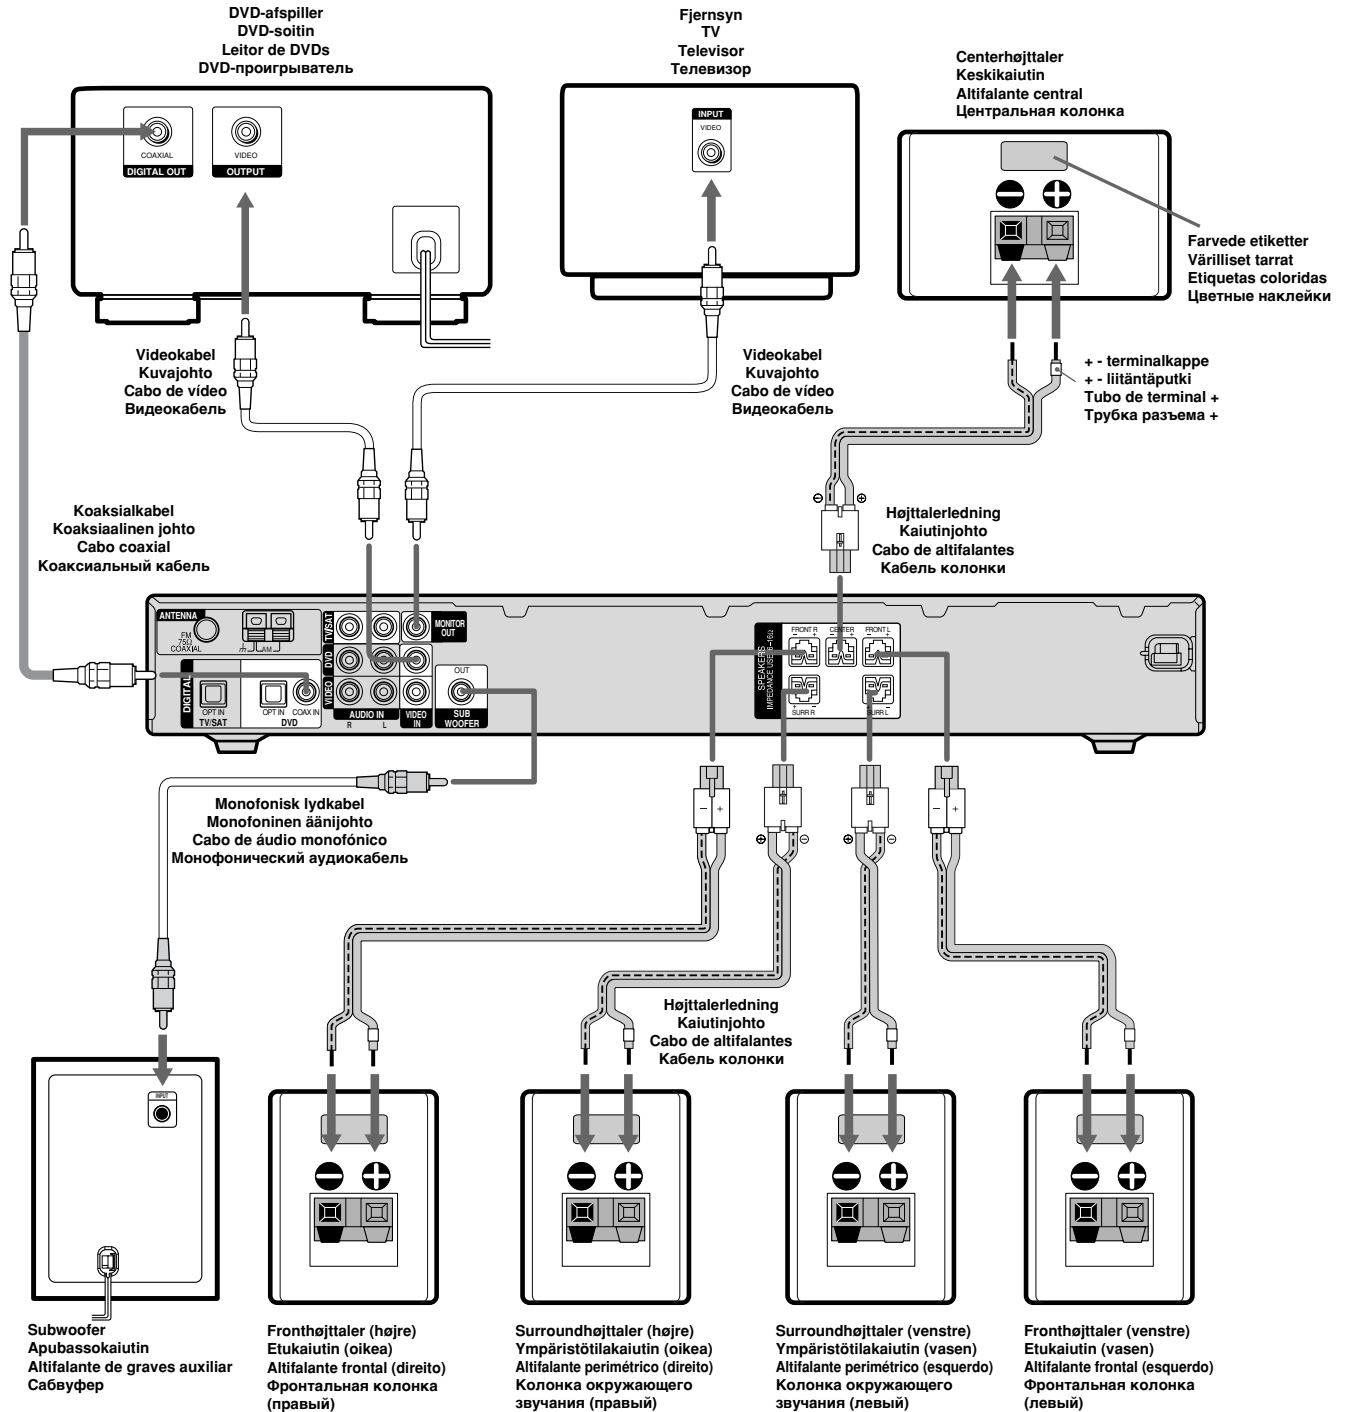 DVD-afspiller
DVD-soitin
Leitor de DVDs
DVD-проигрыватель
Fjernsyn
TV
Televisor
Телевизор
Centerhøjttaler
Keskikaiutin
Altifalante central
Центральная колонка
COAXIAL
DIGITAL OUT
VIDEO
OUTPUT
INPUT
VIDEO
Farvede etiketter
Värilliset tarrat
Etiquetas coloridas
Цветные наклейки
Videokabel
Kuvajohto
Cabo de vídeo
Видеокабель
Videokabel
Kuvajohto
Cabo de vídeo
Видеокабель
+ - terminalkappe
+ - liitäntäputki
Tubo de terminal +
Трубка разъема +
Koaksialkabel
Koaksiaalinen johto
Cabo coaxial
Коаксиальный кабель
Højttalerledning
Kaiutinjohto
Cabo de altifalantes
Кабель колонки
ANTENNA
FM
75Ω
COAXIAL
AM
TV/SAT
DVD
VIDEO
MONITOR
OUT
DIGITAL
OPT IN
TV/SAT
OPT IN
COAX IN
DVD
AUDIO IN
R
L
VIDEO
IN
OUT
SUB
WOOFER
SPEAKERS
IMPEDANCE USE 8–16Ω
FRONT R
CENTER
FRONT L
− +
− +
− +
+ −
+ −
SURR R
SURR L
Monofonisk lydkabel
Monofoninen äänijohto
Cabo de áudio monofónico
Монофонический аудиокабель
− +
− +
Højttalerledning
Kaiutinjohto
Cabo de altifalantes
Кабель колонки
INPUT
Subwoofer
Apubassokaiutin
Altifalante de graves auxiliar
Сабвуфер
Fronthøjttaler (højre)
Etukaiutin (oikea)
Altifalante frontal (direito)
Фронтальная колонка
(правый)
Surroundhøjttaler (højre)
Ympäristötilakaiutin (oikea)
Altifalante perimétrico (direito)
Колонка окружающего
звучания (правый)
Surroundhøjttaler (venstre)
Ympäristötilakaiutin (vasen)
Altifalante perimétrico (esquerdo)
Колонка окружающего
звучания (левый)
Fronthøjttaler (venstre)
Etukaiutin (vasen)
Altifalante frontal (esquerdo)
Фронтальная колонка
(левый)